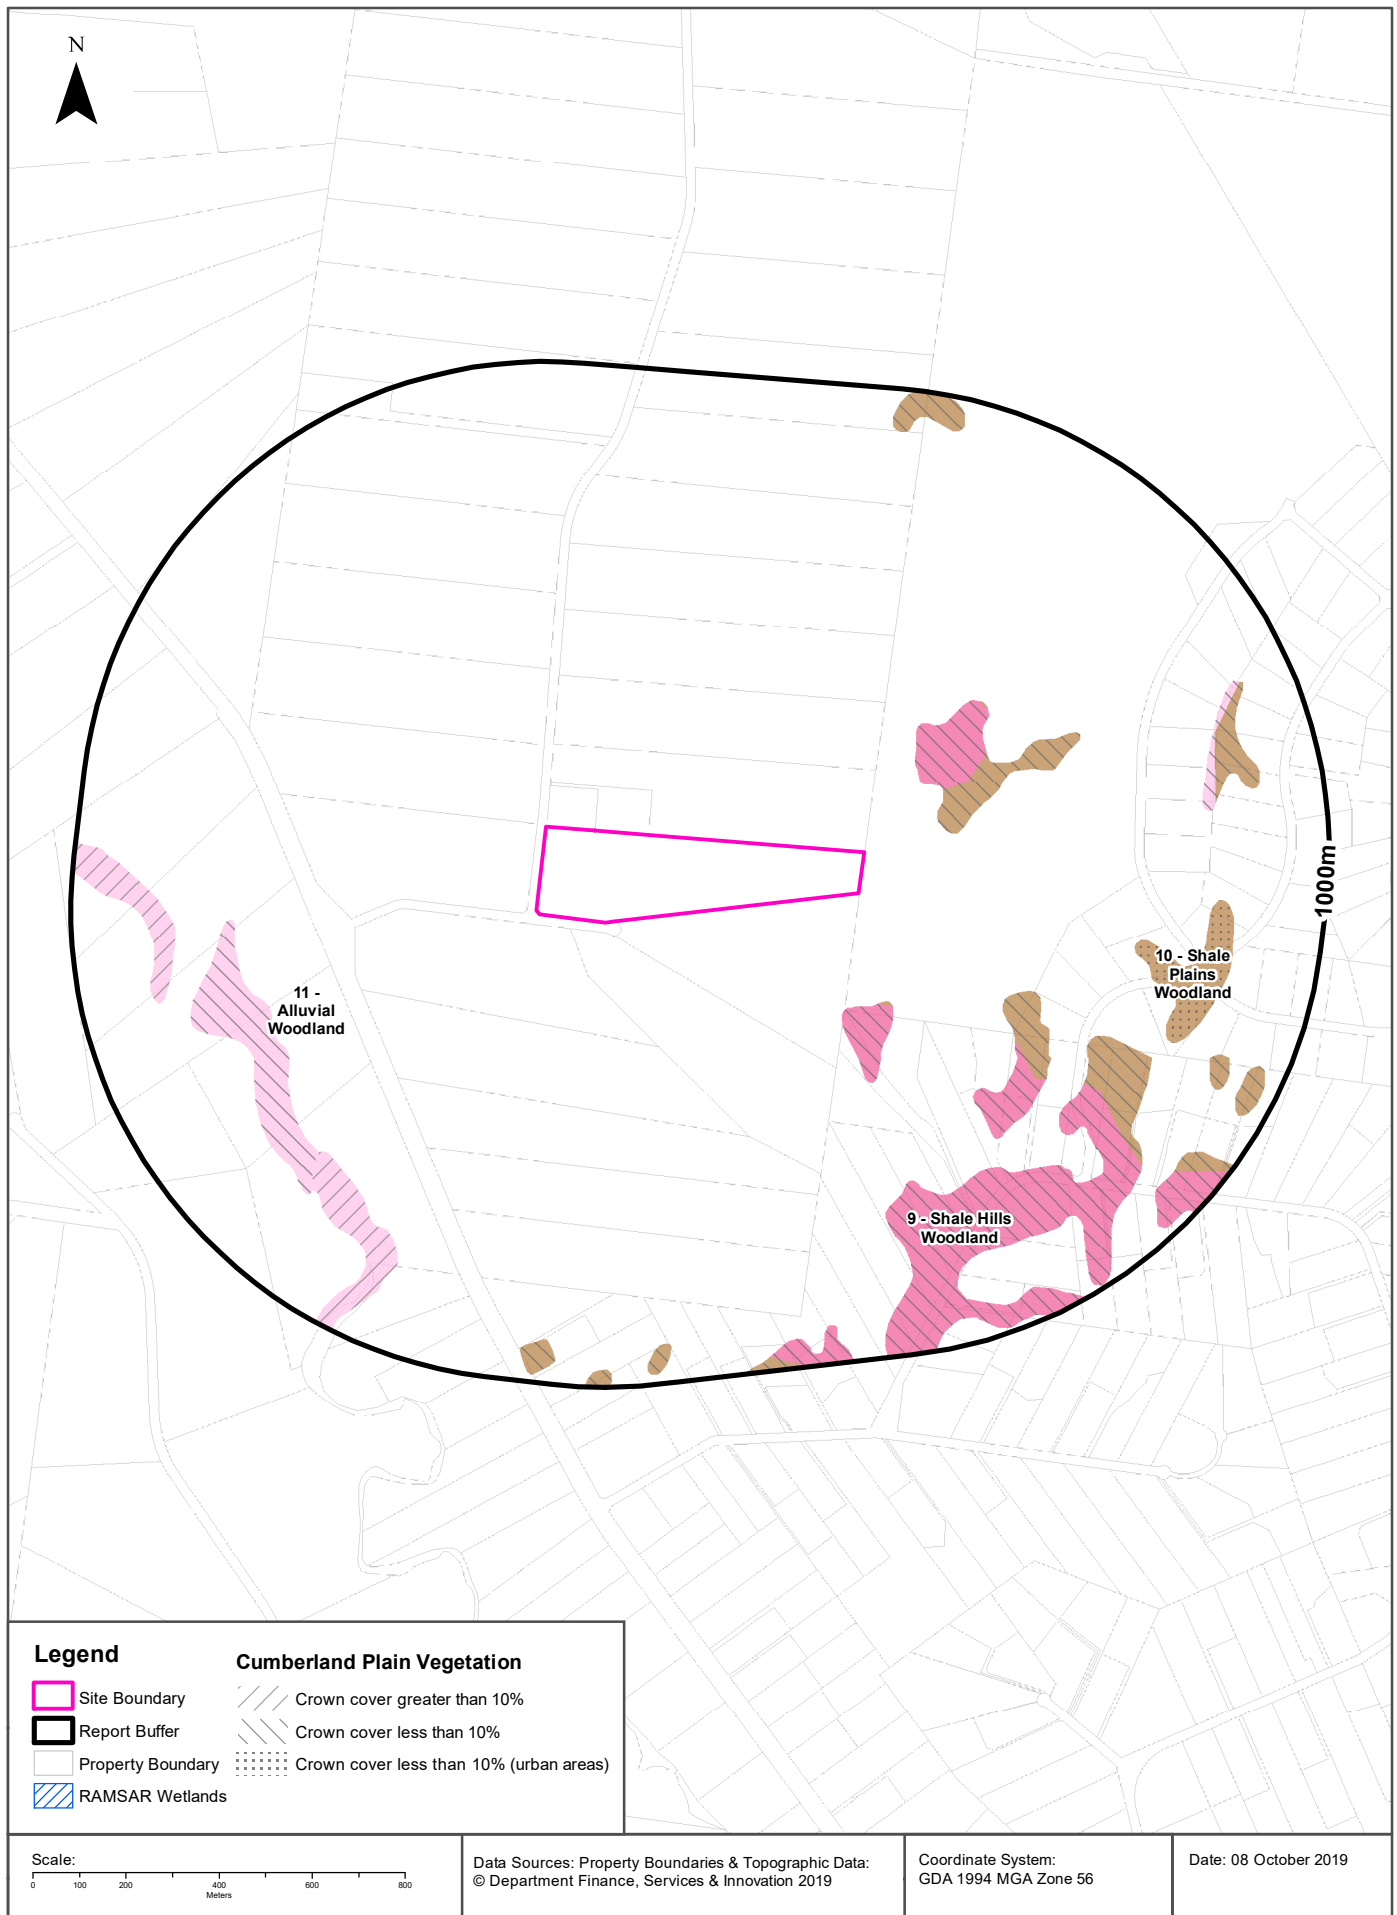 N
1000m
10 - Shale
Plains
Woodland
11 -
Alluvial
Woodland
9 - Shale Hills
Woodland
Legend
Site Boundary
Report Buffer
Property Boundary
RAMSAR Wetlands
Cumberland Plain Vegetation
Crown cover greater than 10%
Crown cover less than 10%
Crown cover less than 10% (urban areas)
Scale:
0 100 200 400 600 800
Meters
Data Sources: Property Boundaries & Topographic Data:
© Department Finance, Services & Innovation 2019
Coordinate System:
GDA 1994 MGA Zone 56
Date: 08 October 2019